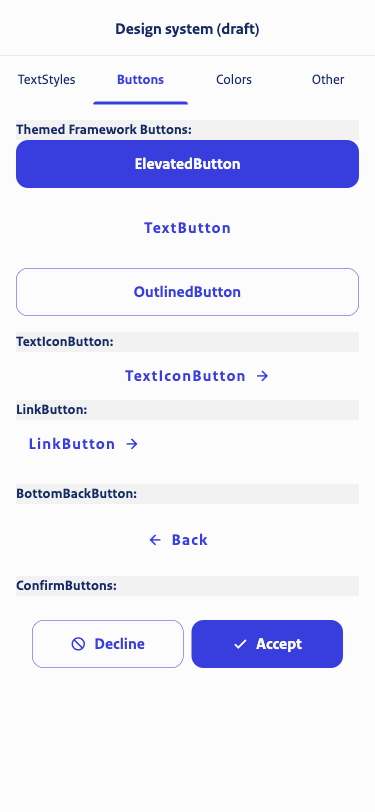 Design system (draft)
TextStyles Buttons Colors Other
Themed Framework Buttons:
ElevatedButton
TextButton
OutlinedButton
TextIconButton:
TextIconButton
LinkButton:
LinkButton
BottomBackButton:
Back
ConfirmButtons:
Decline Accept